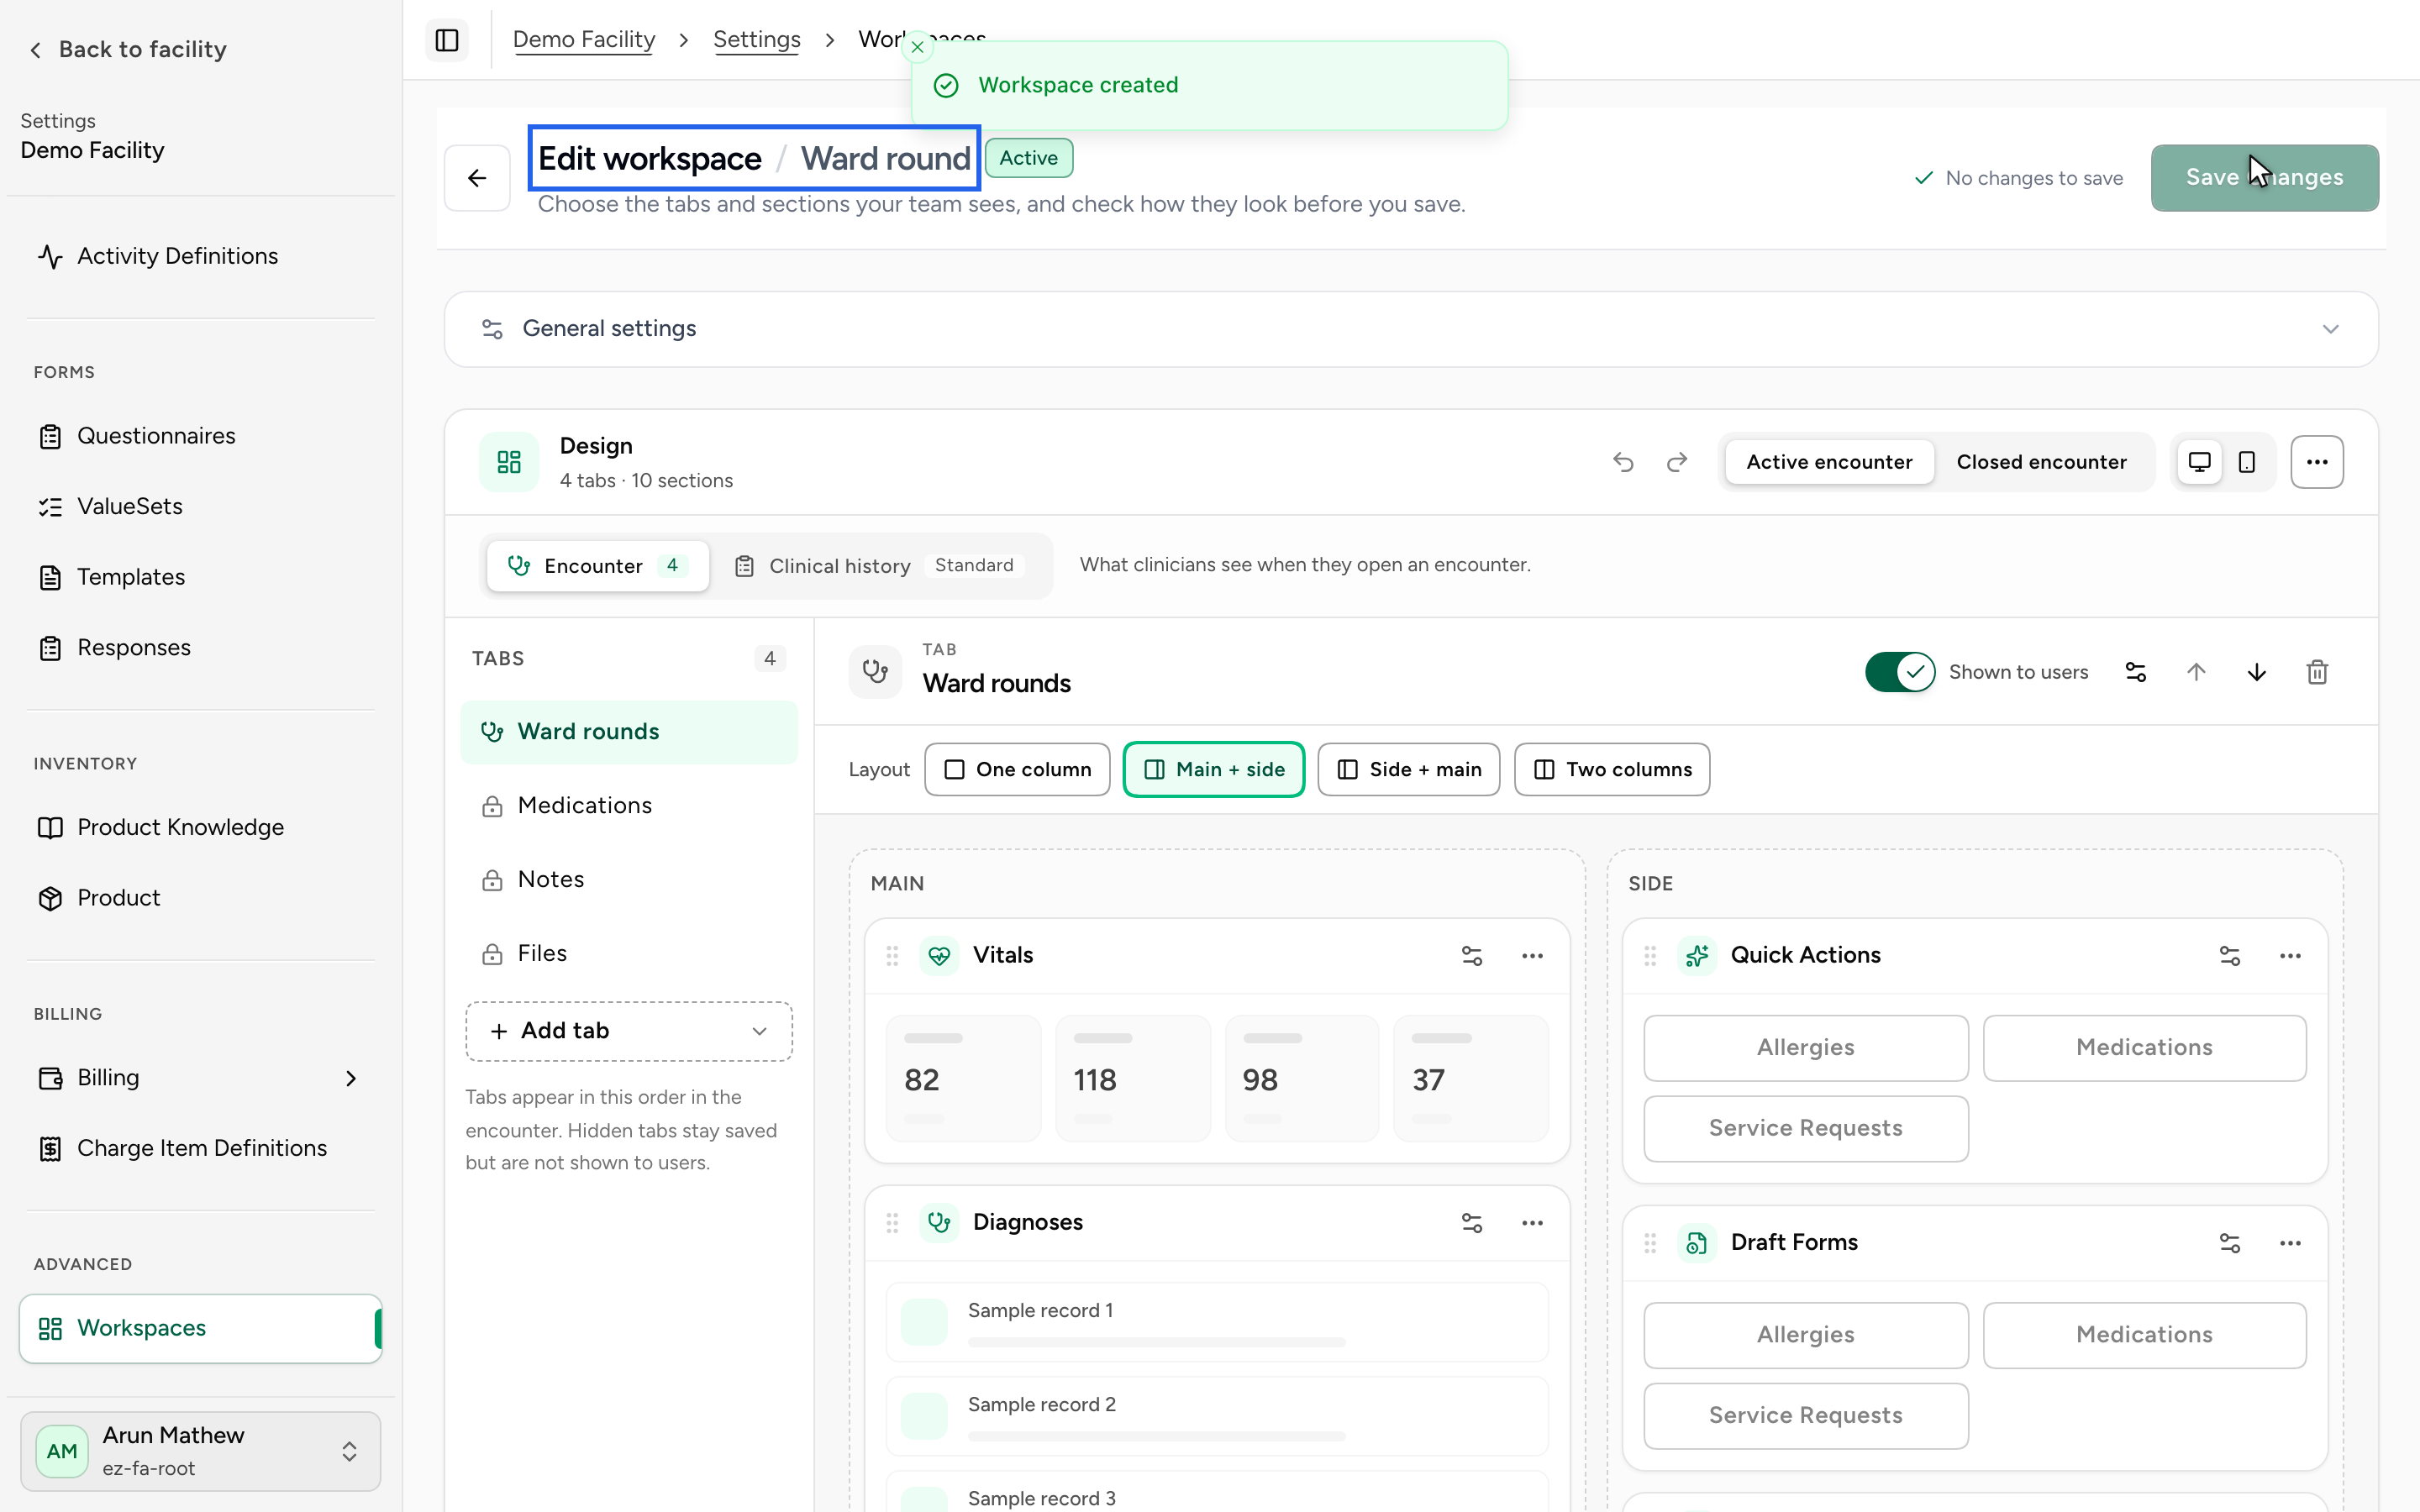 Back to facility
Settings
Demo Facility
Activity Definitions
FORMS
Questionnaires
ValueSets
Templates
Responses
INVENTORY
Product Knowledge
Product
BILLING
Billing
Charge Item Definitions
ADVANCED
Workspaces
AM
Arun Mathew
ez-fa-root
Demo Facility
Settings
Workspaces
Workspace created
Edit workspace / Ward round
Active
Choose the tabs and sections your team sees, and check how they look before you save.
No changes to save
Save changes
General settings
Design
4 tabs · 10 sections
Active encounter
Closed encounter
Encounter 4
Clinical history Standard
What clinicians see when they open an encounter.
TABS 4
Ward rounds
Medications
Notes
Files
+ Add tab
Tabs appear in this order in the
encounter. Hidden tabs stay saved
but are not shown to users.
TAB
Ward rounds
Shown to users
Layout
One column
Main + side
Side + main
Two columns
MAIN
Vitals
82
118
98
37
Diagnoses
Sample record 1
Sample record 2
Sample record 3
SIDE
Quick Actions
Allergies
Medications
Service Requests
Draft Forms
Allergies
Medications
Service Requests